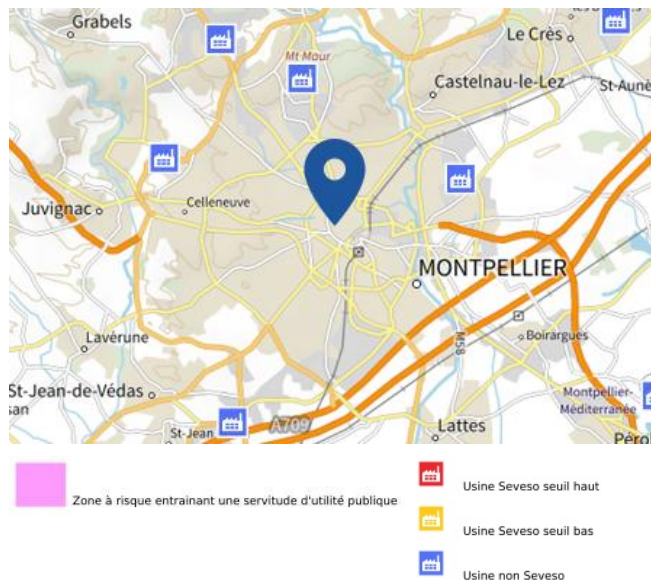 Grabels
Le Crès
Mt Maur
Castelnau-le-Lez
St-Aunè
Juvignac
Celleneuve
MONTPELLIER
Lavérune
M58
Boirargues
St-Jean-de-Védas
san
Montpellier-
Méditerranée
St-Jean
A709
Lattes
Pérol
Zone à risque entrainant une servitude d'utilité publique
Usine Seveso seuil haut
Usine Seveso seuil bas
Usine non Seveso